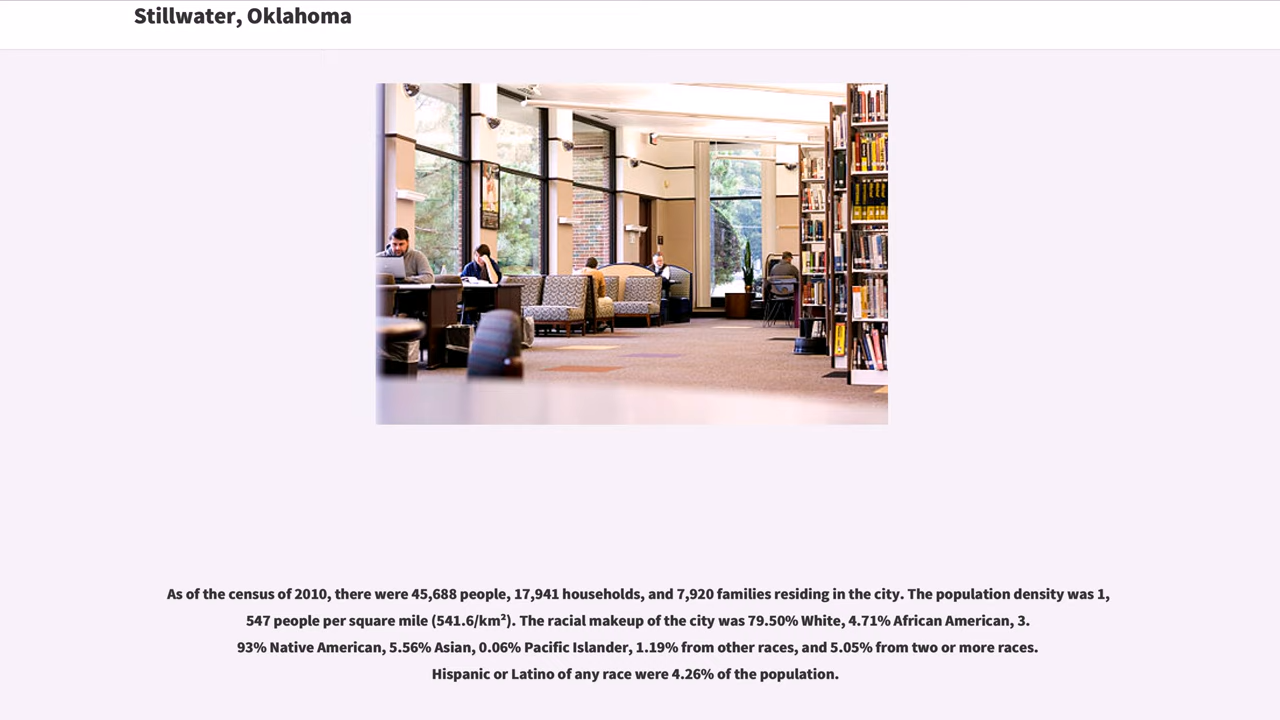 Stillwater, Oklahoma
As of the census of 2010, there were 45,688 people, 17,941 households, and 7,920 families residing in the city. The population density was 1,
547 people per square mile (541.6/km²). The racial makeup of the city was 79.50% White, 4.71% African American, 3.
93% Native American, 5.56% Asian, 0.06% Pacific Islander, 1.19% from other races, and 5.05% from two or more races.
Hispanic or Latino of any race were 4.26% of the population.